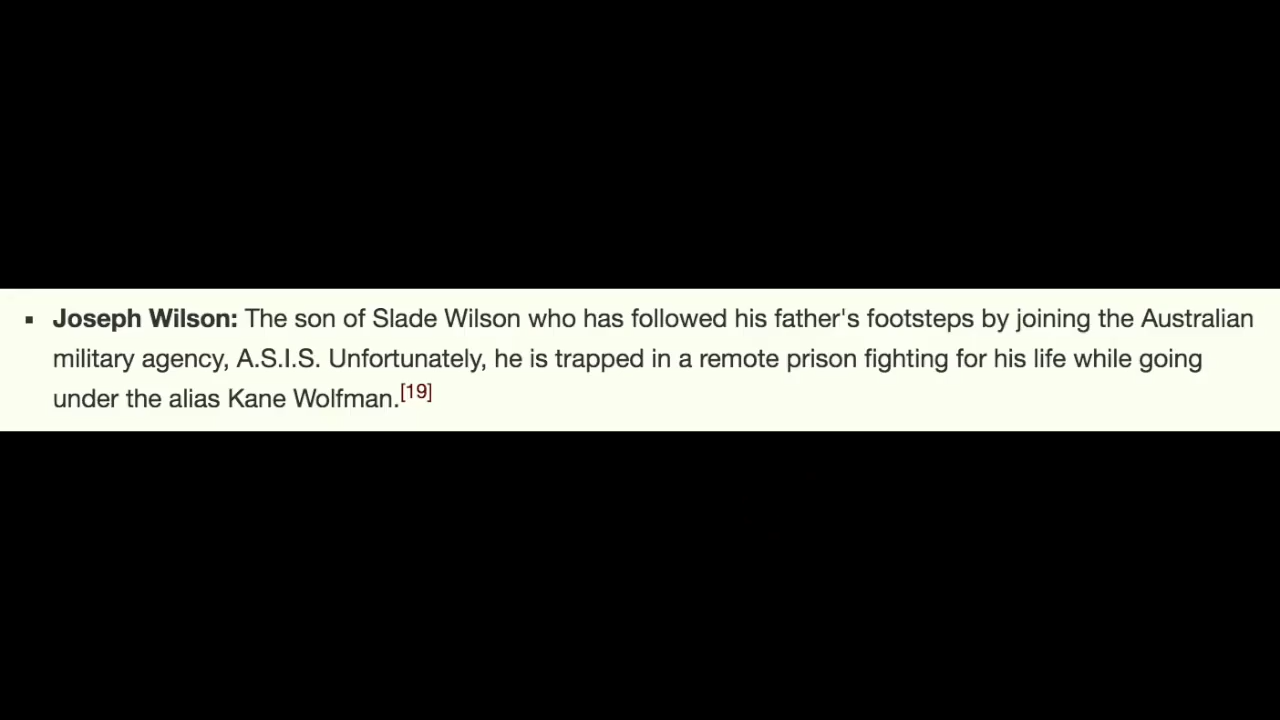 ▪ Joseph Wilson: The son of Slade Wilson who has followed his father's footsteps by joining the Australian
military agency, A.S.I.S. Unfortunately, he is trapped in a remote prison fighting for his life while going
under the alias Kane Wolfman.[19]